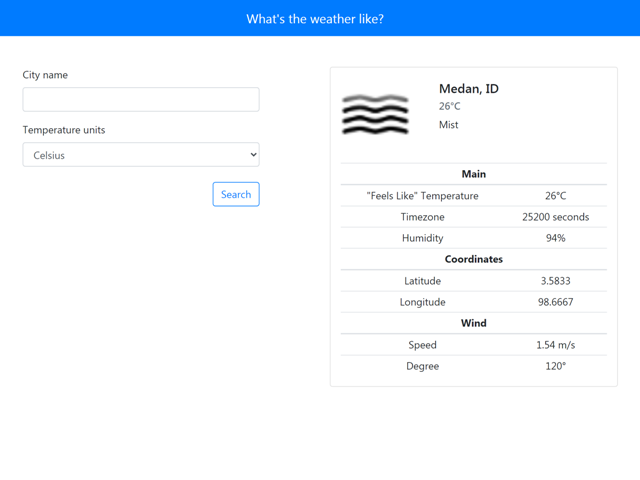 What's the weather like?
City name
Temperature units
Celsius
Search
Medan, ID
26°C
Mist
Main
"Feels Like" Temperature 26°C
Timezone 25200 seconds
Humidity 94%
Coordinates
Latitude 3.5833
Longitude 98.6667
Wind
Speed 1.54 m/s
Degree 120°